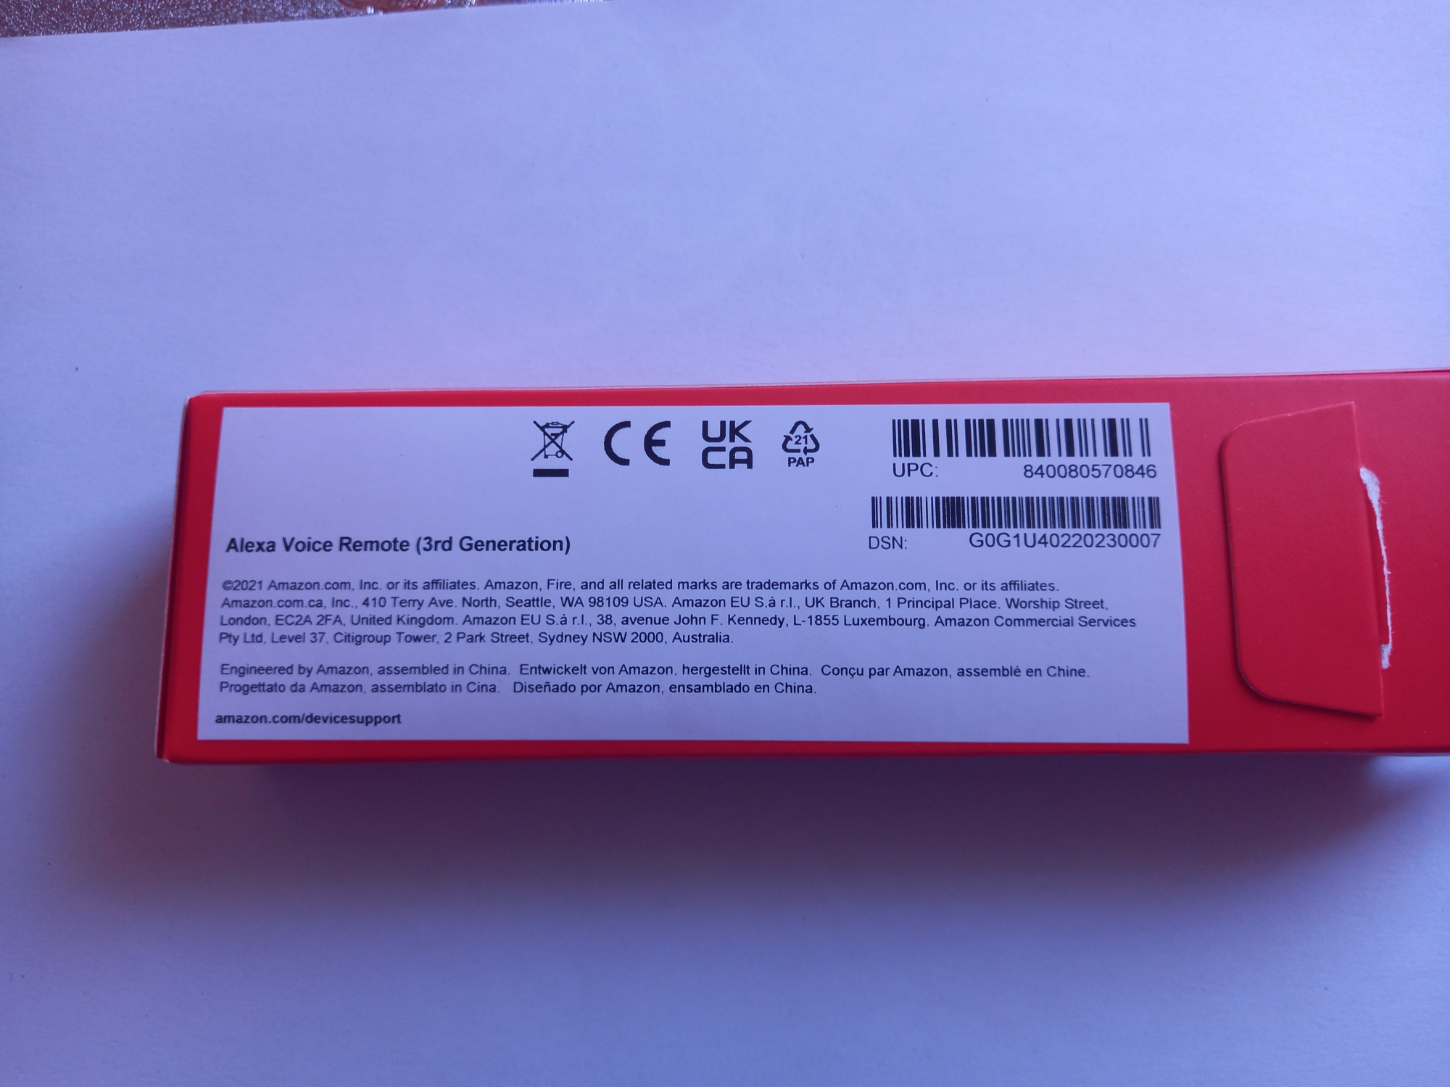 UK
CA
21
PAP
UPC: 840080570846
DSN: G0G1U40220230007
Alexa Voice Remote (3rd Generation)
©2021 Amazon.com, Inc. or its affiliates. Amazon, Fire, and all related marks are trademarks of Amazon.com, Inc. or its affiliates.
Amazon.com.ca, Inc., 410 Terry Ave. North, Seattle, WA 98109 USA. Amazon EU S.à r.l., UK Branch, 1 Principal Place. Worship Street,
London, EC2A 2FA, United Kingdom. Amazon EU S.à r.l., 38, avenue John F. Kennedy, L-1855 Luxembourg. Amazon Commercial Services
Pty Ltd, Level 37, Citigroup Tower, 2 Park Street, Sydney NSW 2000, Australia.
Engineered by Amazon, assembled in China. Entwickelt von Amazon, hergestellt in China. Conçu par Amazon, assemblé en Chine.
Progettato da Amazon, assemblato in Cina. Diseñado por Amazon, ensamblado en China.
amazon.com/devicesupport